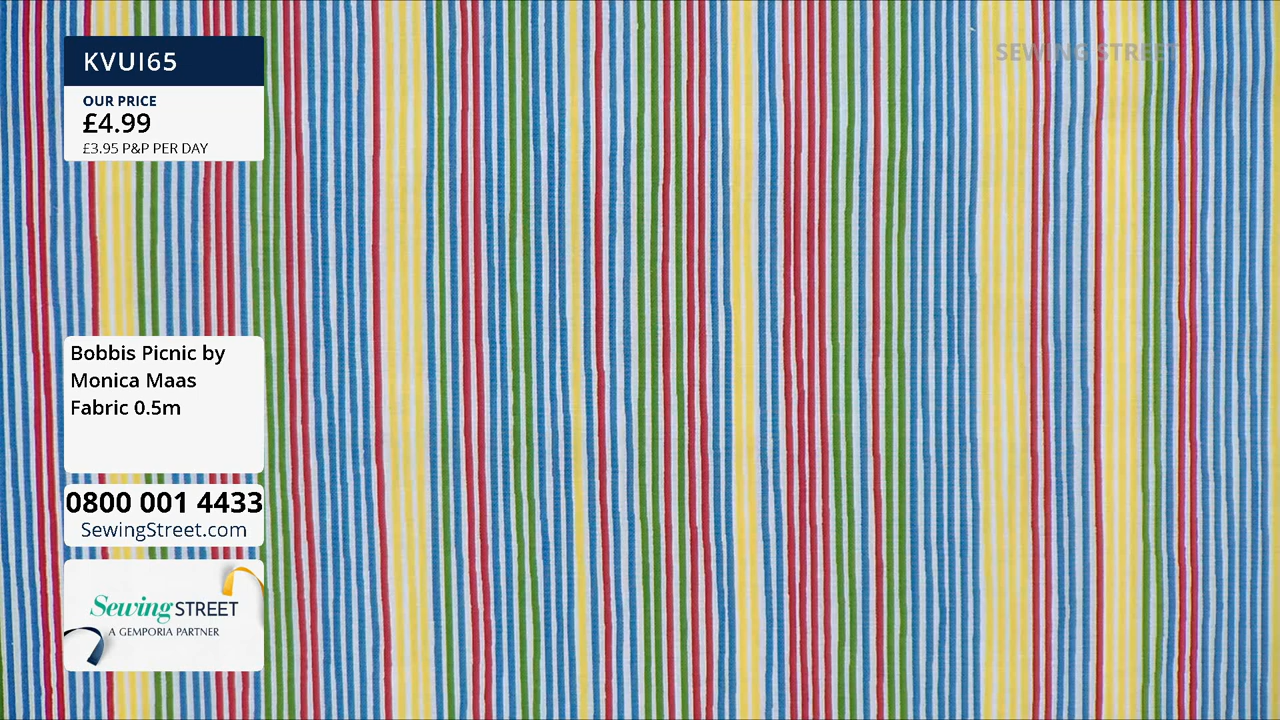 KVUI65
OUR PRICE
£4.99
£3.95 P&P PER DAY
SEWING STREET
Bobbis Picnic by
Monica Maas
Fabric 0.5m
0800 001 4433
SewingStreet.com
Sewing STREET
A GEMPORIA PARTNER